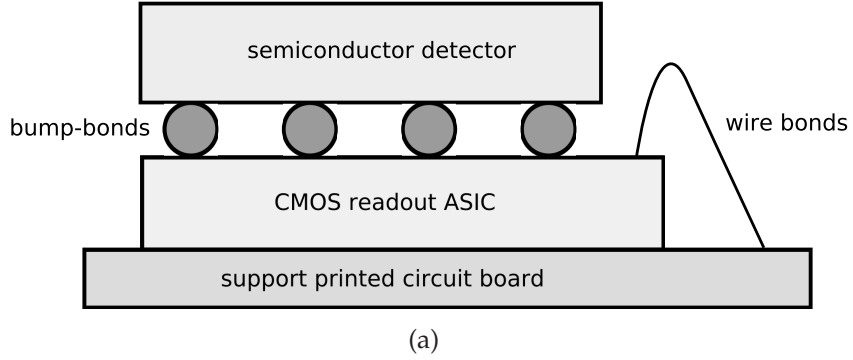 semiconductor detector
bump-bonds
wire bonds
CMOS readout ASIC
support printed circuit board
(a)